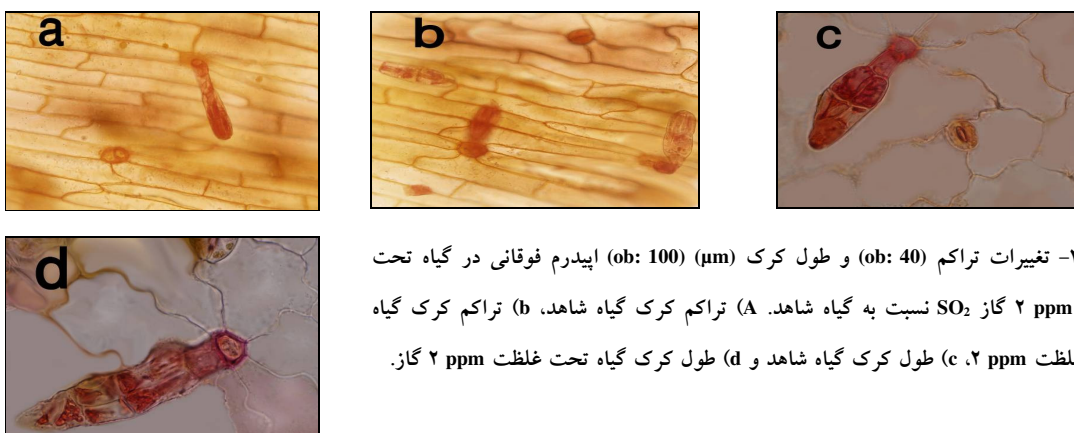 a
b
c
d
۲- تغییرات تراکم (ob: 40) و طول کرک (µm) (ob: 100) اپیدرم فوقانی در گیاه تحت
۲ ppm گاز SO₂ نسبت به گیاه شاهد. A) تراکم کرک گیاه شاهد، b) تراکم کرک گیاه
۲ ppm، c) طول کرک گیاه شاهد و d) طول کرک گیاه تحت غلظت ۲ ppm گاز.